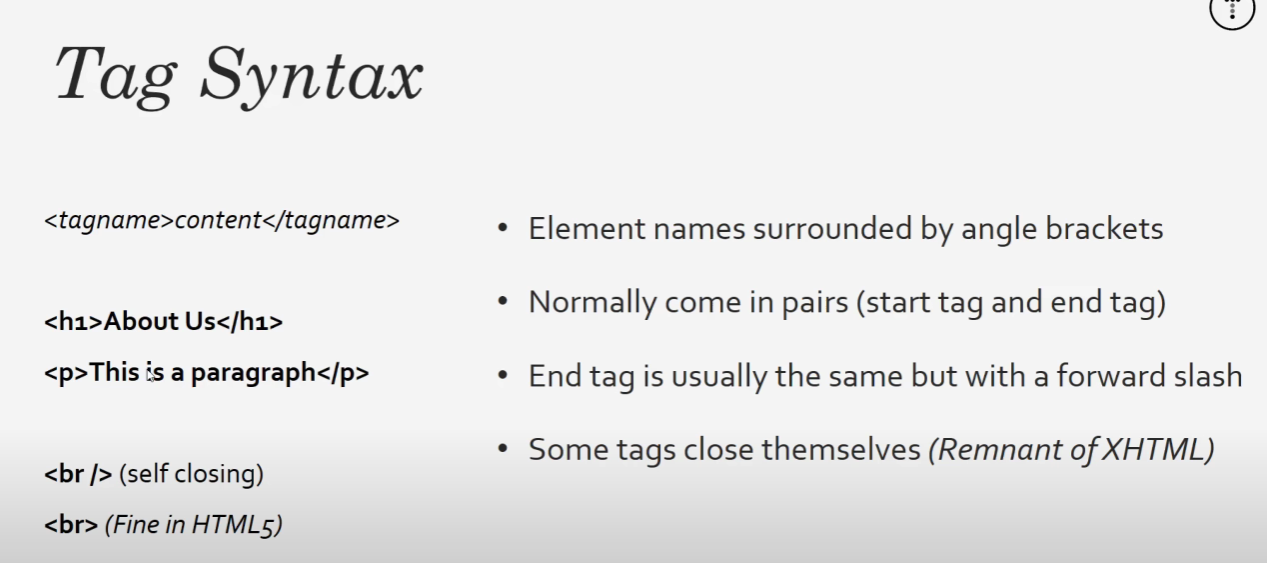 Tag Syntax
<tagname>content</tagname>
<h1>About Us</h1>
<p>This is a paragraph</p>
<br /> (self closing)
<br> (Fine in HTML5)
• Element names surrounded by angle brackets
• Normally come in pairs (start tag and end tag)
• End tag is usually the same but with a forward slash
• Some tags close themselves (Remnant of XHTML)